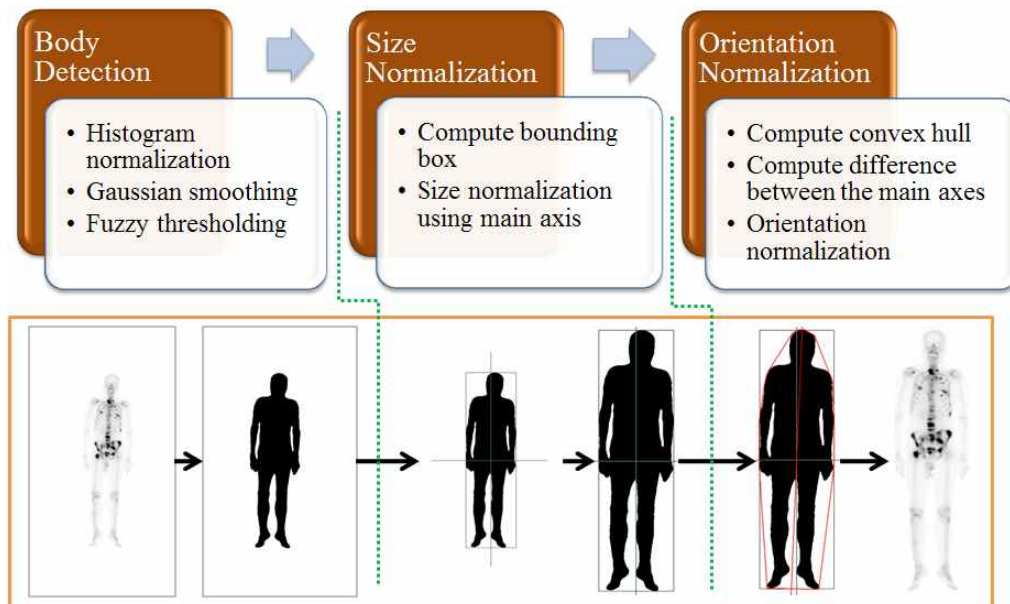 Body
Detection
• Histogram
normalization
• Gaussian smoothing
• Fuzzy thresholding
Size
Normalization
• Compute bounding
box
• Size normalization
using main axis
Orientation
Normalization
• Compute convex hull
• Compute difference
between the main axes
• Orientation
normalization